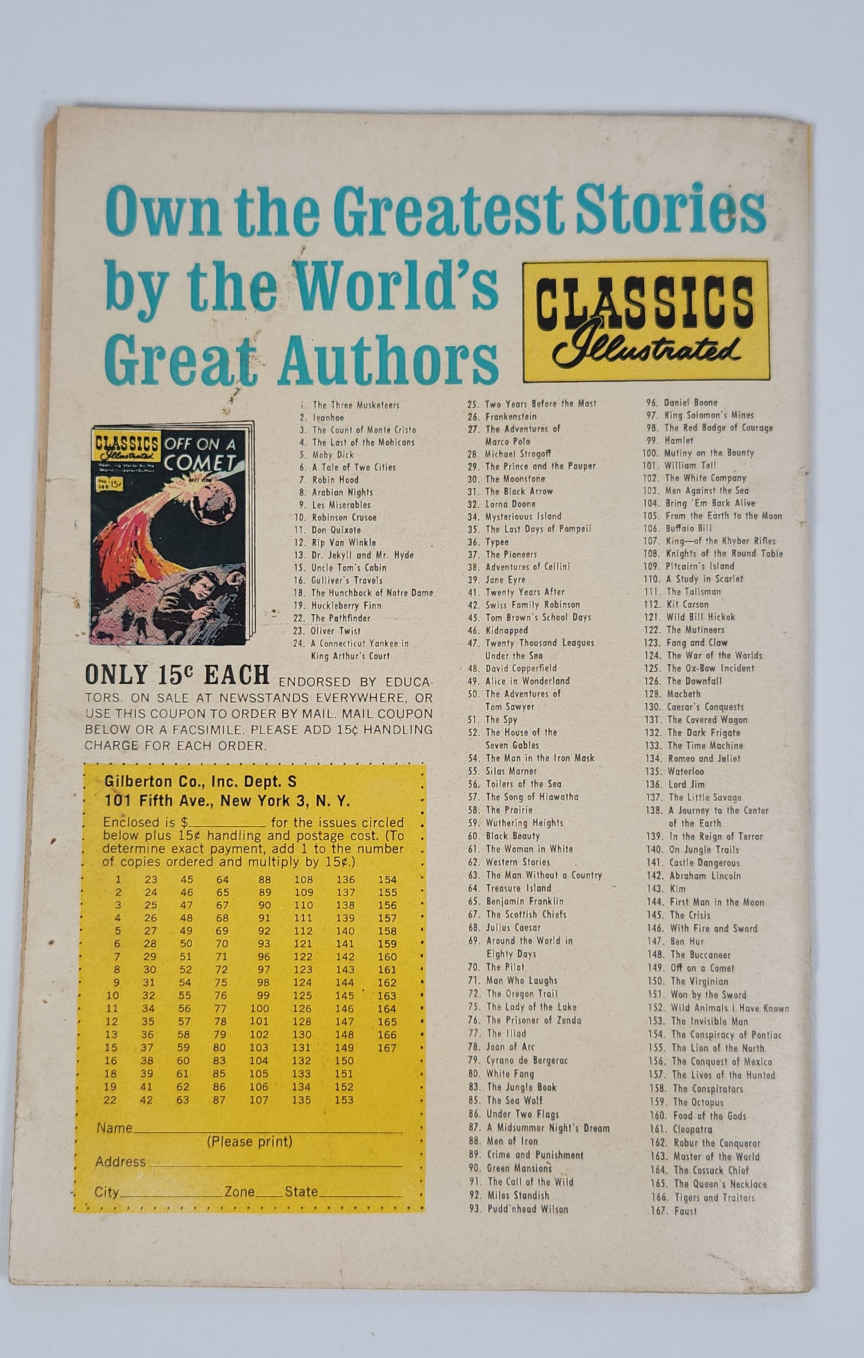 Own the Greatest Stories
by the World's
Great Authors
CLASSICS
Illustrated
CLASSICS
Illustrated
OFF ON A
COMET
15¢
ONLY 15¢ EACH ENDORSED BY EDUCA-
TORS. ON SALE AT NEWSSTANDS EVERYWHERE, OR
USE THIS COUPON TO ORDER BY MAIL. MAIL COUPON
BELOW OR A FACSIMILE. PLEASE ADD 15¢ HANDLING
CHARGE FOR EACH ORDER.
Gilberton Co., Inc. Dept. S
101 Fifth Ave., New York 3, N. Y.
Enclosed is $ for the issues circled
below plus 15¢ handling and postage cost. (To
determine exact payment, add 1 to the number
of copies ordered and multiply by 15¢.)
1 23 45 64 88 108 136 154
2 24 46 65 89 109 137 155
3 25 47 67 90 110 138 156
4 26 48 68 91 111 139 157
5 27 49 69 92 112 140 158
6 28 50 70 93 121 141 159
7 29 51 71 96 122 142 160
8 30 52 72 97 123 143 161
9 31 54 75 98 124 144 162
10 32 55 76 99 125 145 163
11 34 56 77 100 126 146 164
12 35 57 78 101 128 147 165
13 36 58 79 102 130 148 166
15 37 59 80 103 131 149 167
16 38 60 83 104 132 150
18 39 61 85 105 133 151
19 41 62 86 106 134 152
22 42 63 87 107 135 153
Name
(Please print)
Address
City Zone State
1. The Three Musketeers
2. Ivanhoe
3. The Count of Monte Cristo
4. The Last of the Mohicans
5. Moby Dick
6. A Tale of Two Cities
7. Robin Hood
8. Arabian Nights
9. Les Miserables
10. Robinson Crusoe
11. Don Quixote
12. Rip Van Winkle
13. Dr. Jekyll and Mr. Hyde
15. Uncle Tom's Cabin
16. Gulliver's Travels
18. The Hunchback of Notre Dame
19. Huckleberry Finn
22. The Pathfinder
23. Oliver Twist
24. A Connecticut Yankee in
King Arthur's Court
25. Two Years Before the Mast
26. Frankenstein
27. The Adventures of
Marco Polo
28. Michael Strogoff
29. The Prince and the Pauper
30. The Moonstone
31. The Black Arrow
32. Lorna Doone
34. Mysterious Island
35. The Last Days of Pompeii
36. Typee
37. The Pioneers
38. Adventures of Cellini
39. Jane Eyre
41. Twenty Years After
42. Swiss Family Robinson
45. Tom Brown's School Days
46. Kidnapped
47. Twenty Thousand Leagues
Under the Sea
48. David Copperfield
49. Alice in Wonderland
50. The Adventures of
Tom Sawyer
51. The Spy
52. The House of the
Seven Gables
54. The Man in the Iron Mask
55. Silas Marner
56. Toilers of the Sea
57. The Song of Hiawatha
58. The Prairie
59. Wuthering Heights
60. Black Beauty
61. The Woman in White
62. Western Stories
63. The Man Without a Country
64. Treasure Island
65. Benjamin Franklin
67. The Scottish Chiefs
68. Julius Caesar
69. Around the World in
Eighty Days
70. The Pilot
71. Man Who Laughs
72. The Oregon Trail
75. The Lady of the Lake
76. The Prisoner of Zenda
77. The Iliad
78. Joan of Arc
79. Cyrano de Bergerac
80. White Fang
83. The Jungle Book
85. The Sea Wolf
86. Under Two Flags
87. A Midsummer Night's Dream
88. Men of Iron
89. Crime and Punishment
90. Green Mansions
91. The Call of the Wild
92. Miles Standish
93. Pudd'nhead Wilson
96. Daniel Boone
97. King Solomon's Mines
98. The Red Badge of Courage
99. Hamlet
100. Mutiny on the Bounty
101. William Tell
102. The White Company
103. Men Against the Sea
104. Bring 'Em Back Alive
105. From the Earth to the Moon
106. Buffalo Bill
107. King—of the Khyber Rifles
108. Knights of the Round Table
109. Pitcairn's Island
110. A Study in Scarlet
111. The Talisman
112. Kit Carson
121. Wild Bill Hickok
122. The Mutineers
123. Fang and Claw
124. The War of the Worlds
125. The Ox-Bow Incident
126. The Downfall
128. Macbeth
130. Caesar's Conquests
131. The Covered Wagon
132. The Dark Frigate
133. The Time Machine
134. Romeo and Juliet
135. Waterloo
136. Lord Jim
137. The Little Savage
138. A Journey to the Center
of the Earth
139. In the Reign of Terror
140. On Jungle Trails
141. Castle Dangerous
142. Abraham Lincoln
143. Kim
144. First Man in the Moon
145. The Crisis
146. With Fire and Sword
147. Ben Hur
148. The Buccaneer
149. Off on a Comet
150. The Virginian
151. Won by the Sword
152. Wild Animals I Have Known
153. The Invisible Man
154. The Conspiracy of Pontiac
155. The Lion of the North
156. The Conquest of Mexico
157. The Lives of the Hunted
158. The Conspirators
159. The Octopus
160. Food of the Gods
161. Cleopatra
162. Robur the Conqueror
163. Master of the World
164. The Cossack Chief
165. The Queen's Necklace
166. Tigers and Traitors
167. Faust